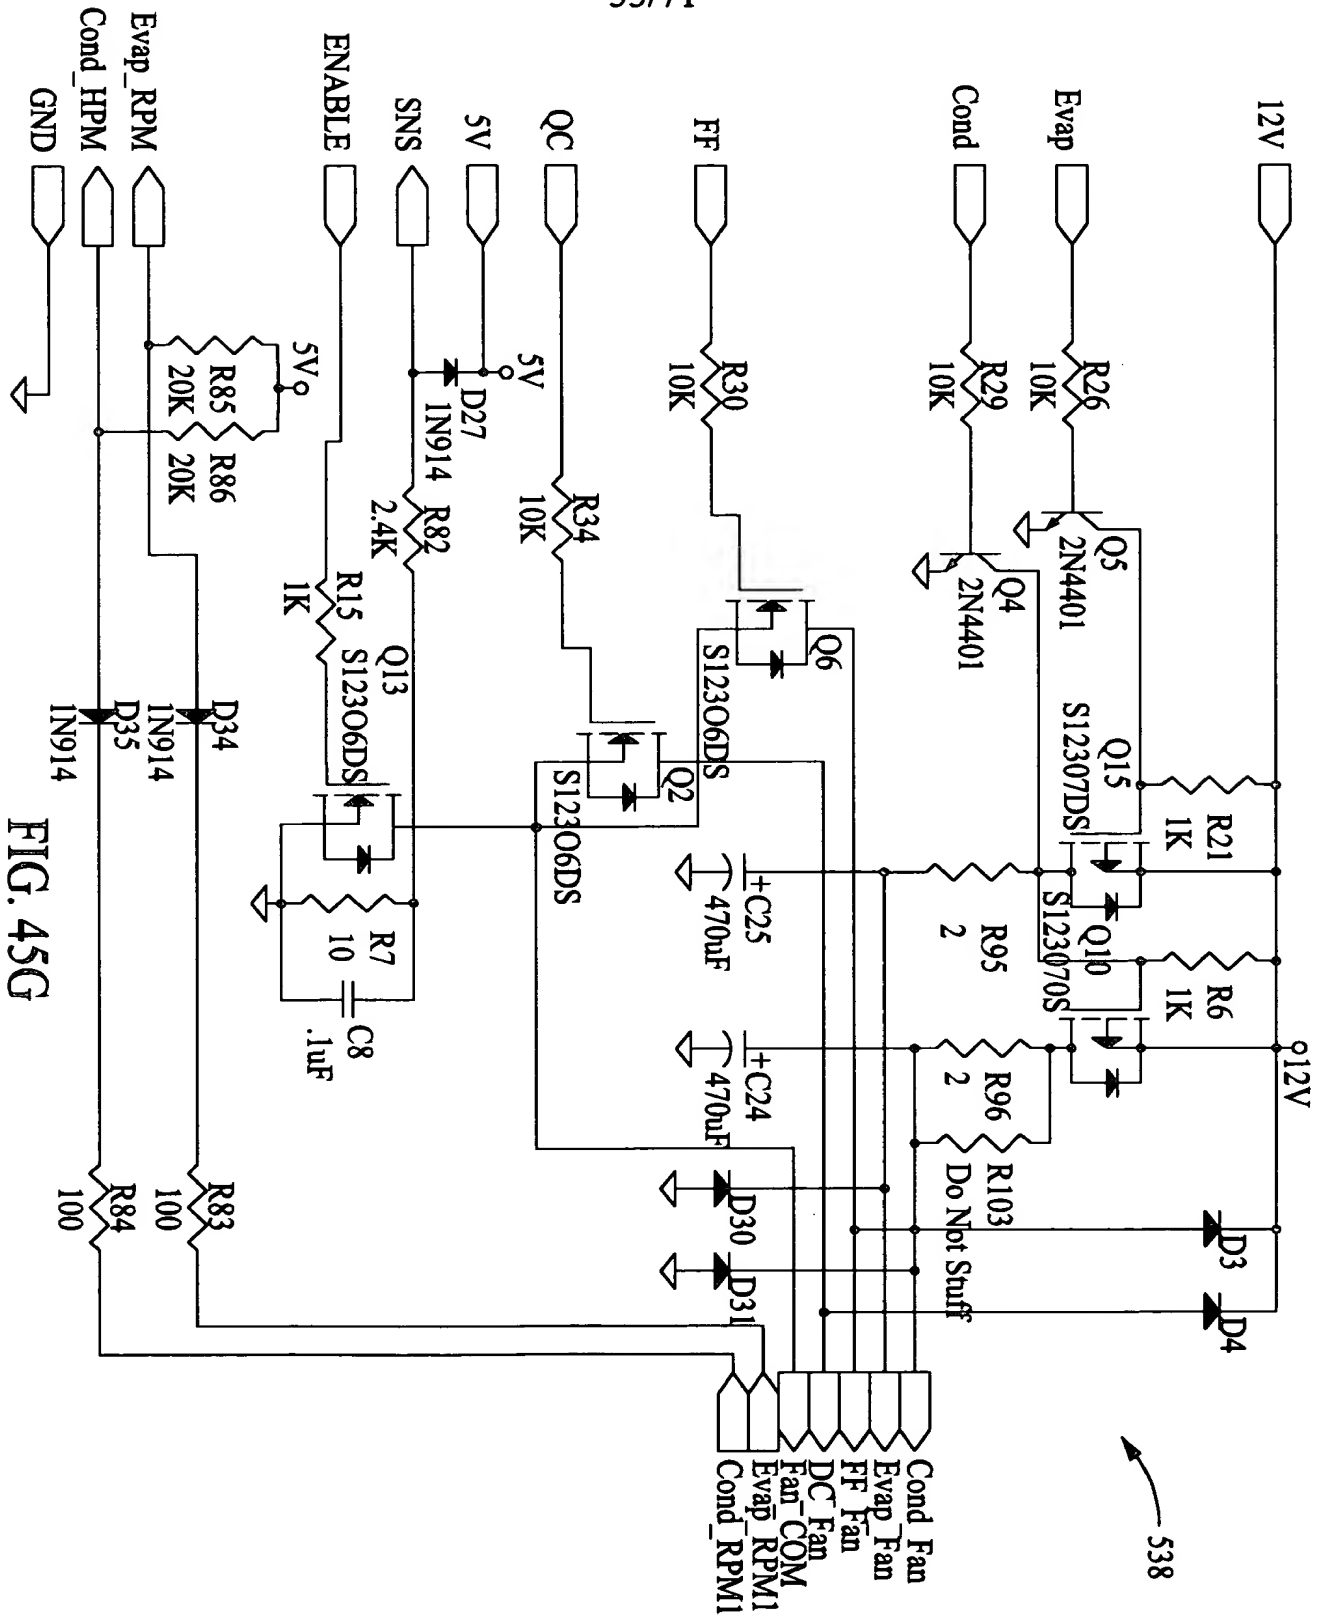 12V
Evap
Cond
FF
QC
5V
SNS
ENABLE
Evap_RPM
Cond_HPM
GND
R26
10K
R29
10K
R30
10K
R34
10K
5V
D27
1N914
R82
2.4K
R15
1K
5V
R85
20K
R86
20K
Q5
2N4401
Q4
2N4401
Q6
S123O6DS
Q2
S123O6DS
Q13
S123O6DS
D34
1N914
D35
1N914
Q15
S12307DS
R21
1K
Q10
S123070S
R6
1K
12V
R95
2
+C25
470uF
R96
2
R103
Do Not Stuff
+C24
470uF
R7
10
C8
.1uF
D30
D31
D3
D4
R83
100
R84
100
Cond_Fan
Evap_Fan
FF_Fan
DC_Fan
Fan_COM
Evap_RPM1
Cond_RPM1
538
FIG. 45G